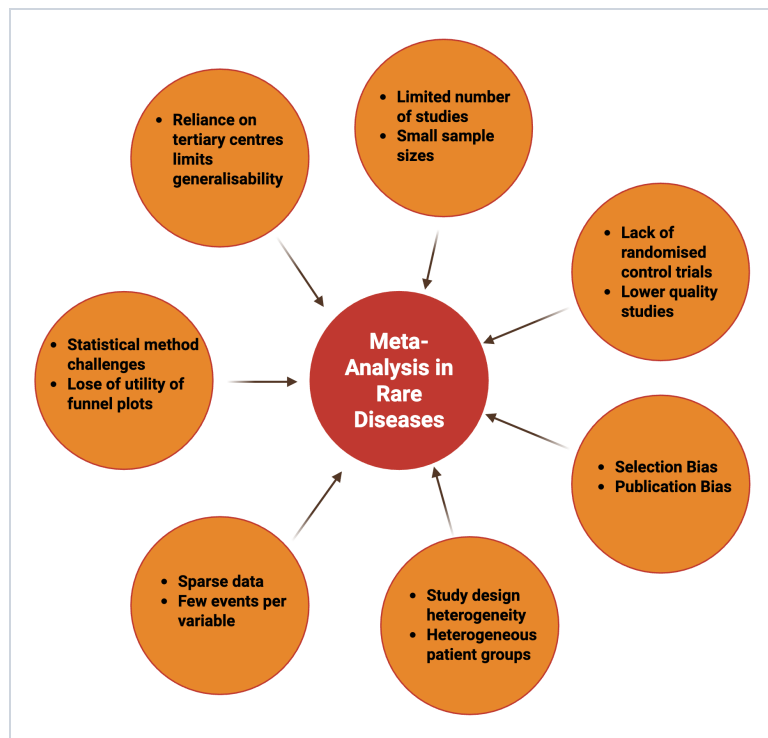 • Limited number
of studies
• Small sample
sizes
• Reliance on
tertiary centres
limits
generalisability
• Lack of
randomised
control trials
• Lower quality
studies
• Statistical method
challenges
• Lose of utility of
funnel plots
Meta-
Analysis in
Rare
Diseases
• Selection Bias
• Publication Bias
• Sparse data
• Few events per
variable
• Study design
heterogeneity
• Heterogeneous
patient groups